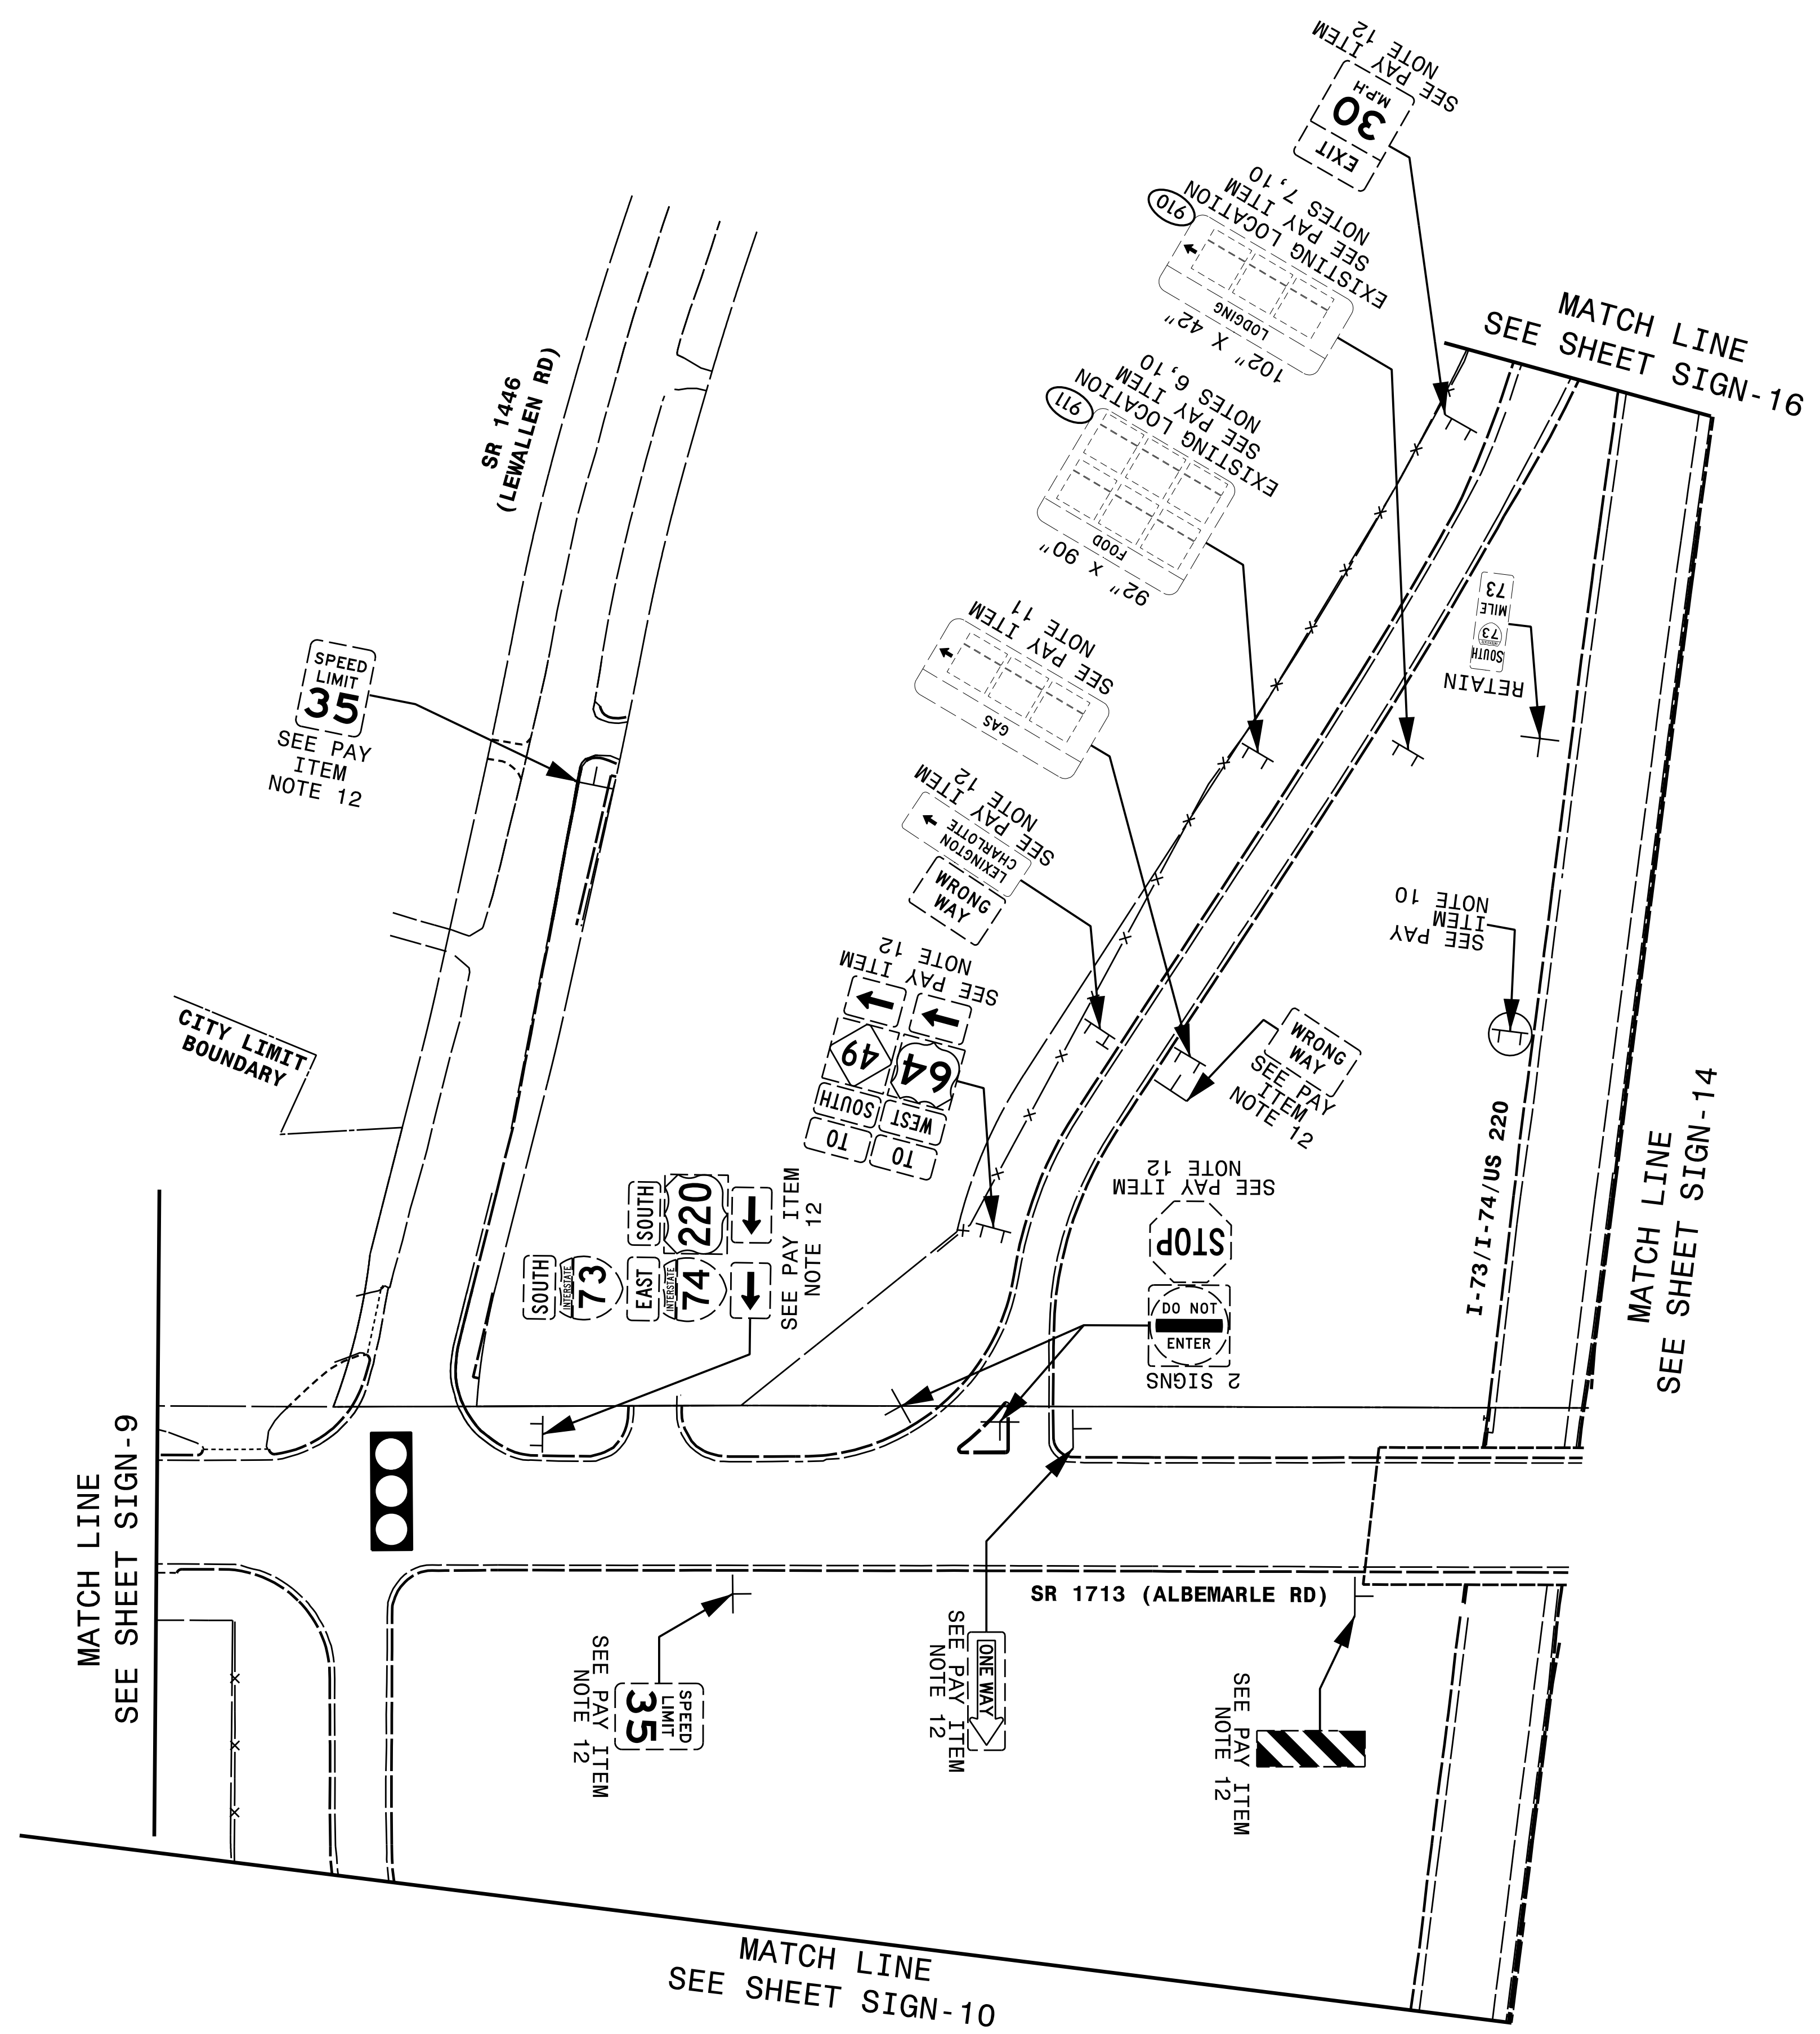 SEE PAY
ITEM
NOTE 12
EXIT
30
M.P.H
910
EXISTING LOCATION
SEE PAY ITEM
NOTES 7,10
LODGING
102" X 42"
MATCH LINE
SEE SHEET SIGN-16
911
EXISTING LOCATION
SEE PAY ITEM
NOTES 6,10
FOOD
92" X 90"
SR 1446
(LEWALLEN RD)
SOUTH
73
MILE
73
RETAIN
SEE PAY ITEM
NOTE 11
GAS
SPEED
LIMIT
35
SEE PAY
ITEM
NOTE 12
SEE PAY ITEM
NOTE 12
LEXINGTON
CHARLOTTE
WRONG
WAY
SEE PAY
ITEM
NOTE 10
SEE PAY ITEM
NOTE 12
TO
SOUTH
49
TO
WEST
64
WRONG
WAY
SEE PAY
ITEM
NOTE 12
CITY LIMIT
BOUNDARY
I-73/I-74/US 220
MATCH LINE
SEE SHEET SIGN-14
SEE PAY ITEM
NOTE 12
STOP
DO NOT
ENTER
2 SIGNS
SOUTH
220
SOUTH
INTERSTATE
73
EAST
INTERSTATE
74
SEE PAY ITEM
NOTE 12
MATCH LINE
SEE SHEET SIGN-9
SR 1713 (ALBEMARLE RD)
SPEED
LIMIT
35
SEE PAY ITEM
NOTE 12
ONE WAY
SEE PAY ITEM
NOTE 12
SEE PAY ITEM
NOTE 12
MATCH LINE
SEE SHEET SIGN-10